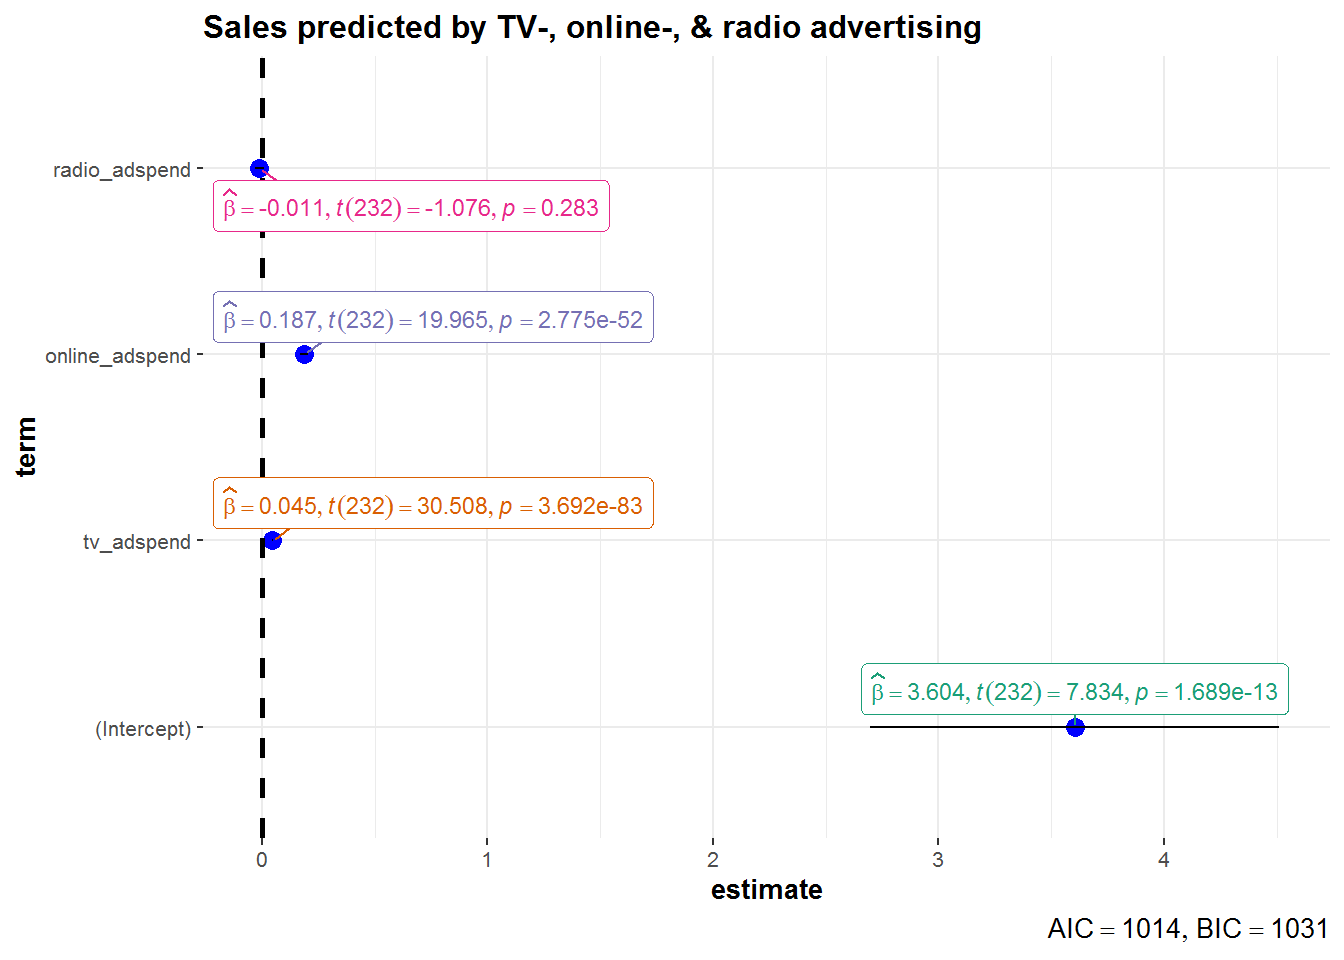 Sales predicted by TV-, online-, & radio advertising
radio_adspend
β̂ = -0.011, t(232) = -1.076, p = 0.283
β̂ = 0.187, t(232) = 19.965, p = 2.775e-52
online_adspend
term
β̂ = 0.045, t(232) = 30.508, p = 3.692e-83
tv_adspend
β̂ = 3.604, t(232) = 7.834, p = 1.689e-13
(Intercept)
0 1 2 3 4
estimate
AIC = 1014, BIC = 1031